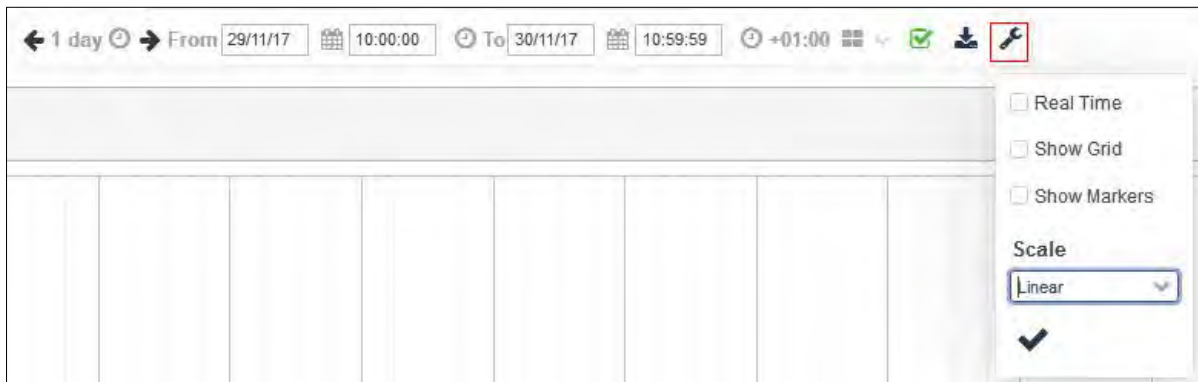 1 day From 29/11/17 10:00:00 To 30/11/17 10:59:59 +01:00
Real Time
Show Grid
Show Markers
Scale
Linear